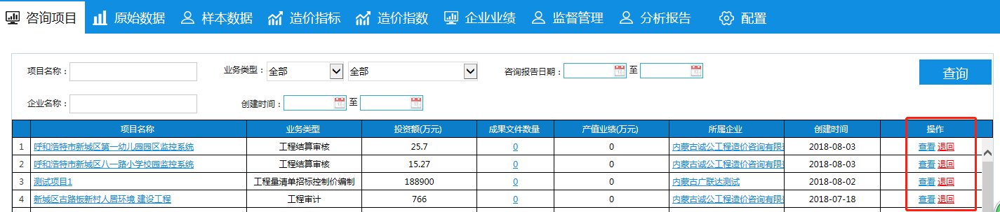 咨询项目 原始数据 样本数据 造价指标 造价指数 企业业绩 监督管理 分析报告 配置
项目名称： 业务类型：全部 全部 咨询报告日期： 至 查询
企业名称： 创建时间： 至
项目名称 业务类型 投资额(万元) 成果文件数量 产值业绩(万元) 所属企业 创建时间 操作
1 呼和浩特市新城区第一幼儿园园区监控系统 工程结算审核 25.7 0 0 内蒙古诚公工程造价咨询有限 2018-08-03 查看 退回
2 呼和浩特市新城区八一路小学校园监控系统 工程结算审核 15.27 0 0 内蒙古诚公工程造价咨询有限 2018-08-03 查看 退回
3 测试项目1 工程量清单招标控制价编制 188900 0 0 内蒙古广联达测试 2018-08-02 查看 退回
4 新城区古路板新村人居环境 建设工程 工程审计 766 0 0 内蒙古诚公工程造价咨询有限 2018-07-18 查看 退回